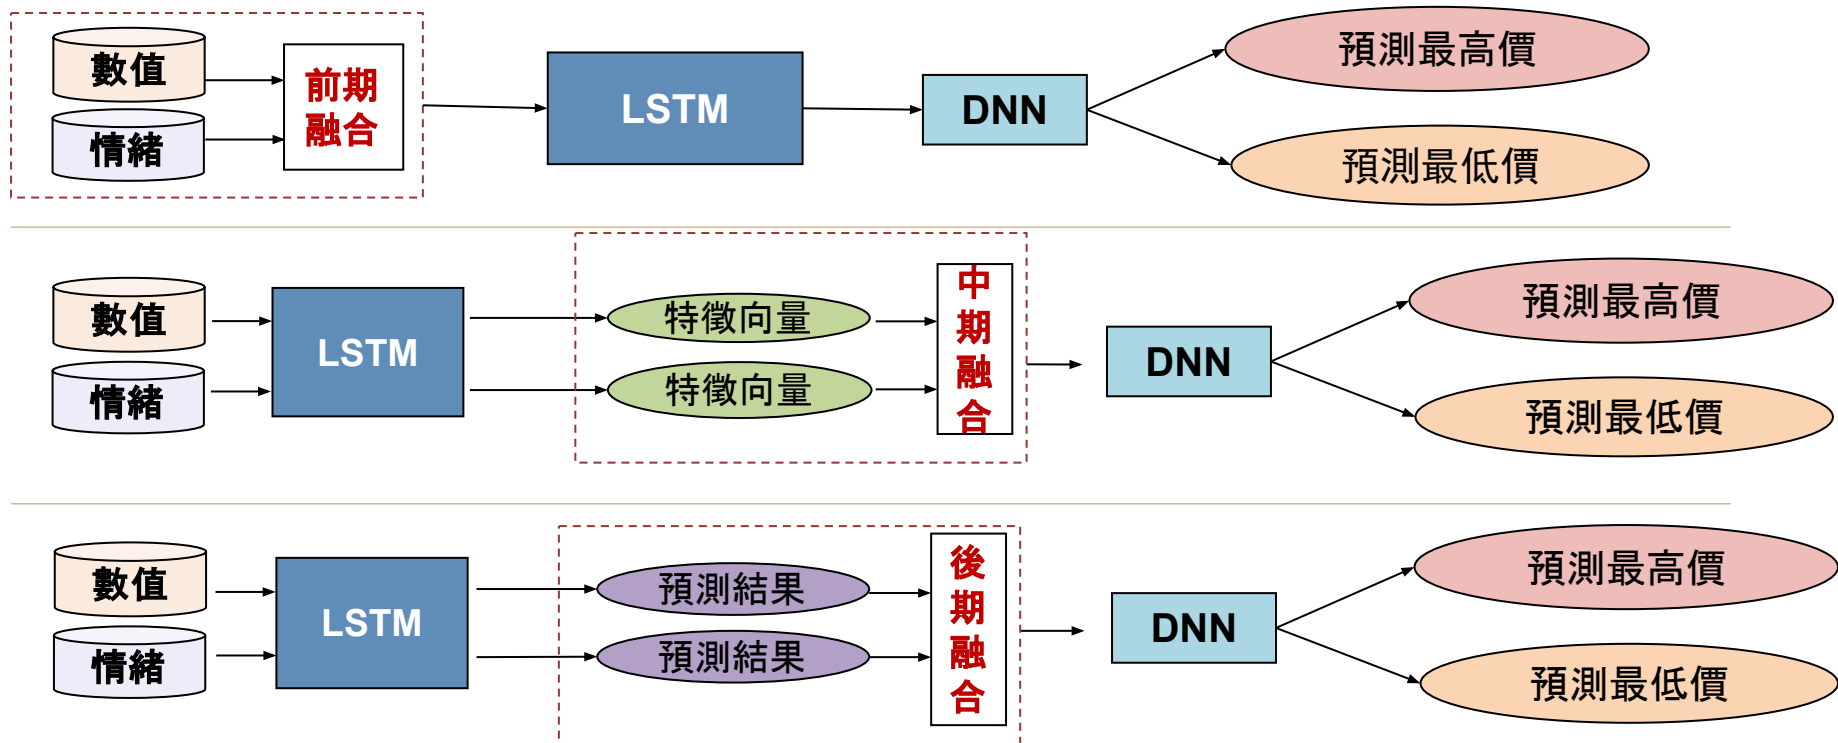 數值
情緒
前期
融合
LSTM
DNN
預測最高價
預測最低價
數值
情緒
LSTM
特徵向量
特徵向量
中
期
融
合
DNN
預測最高價
預測最低價
數值
情緒
LSTM
預測結果
預測結果
後
期
融
合
DNN
預測最高價
預測最低價